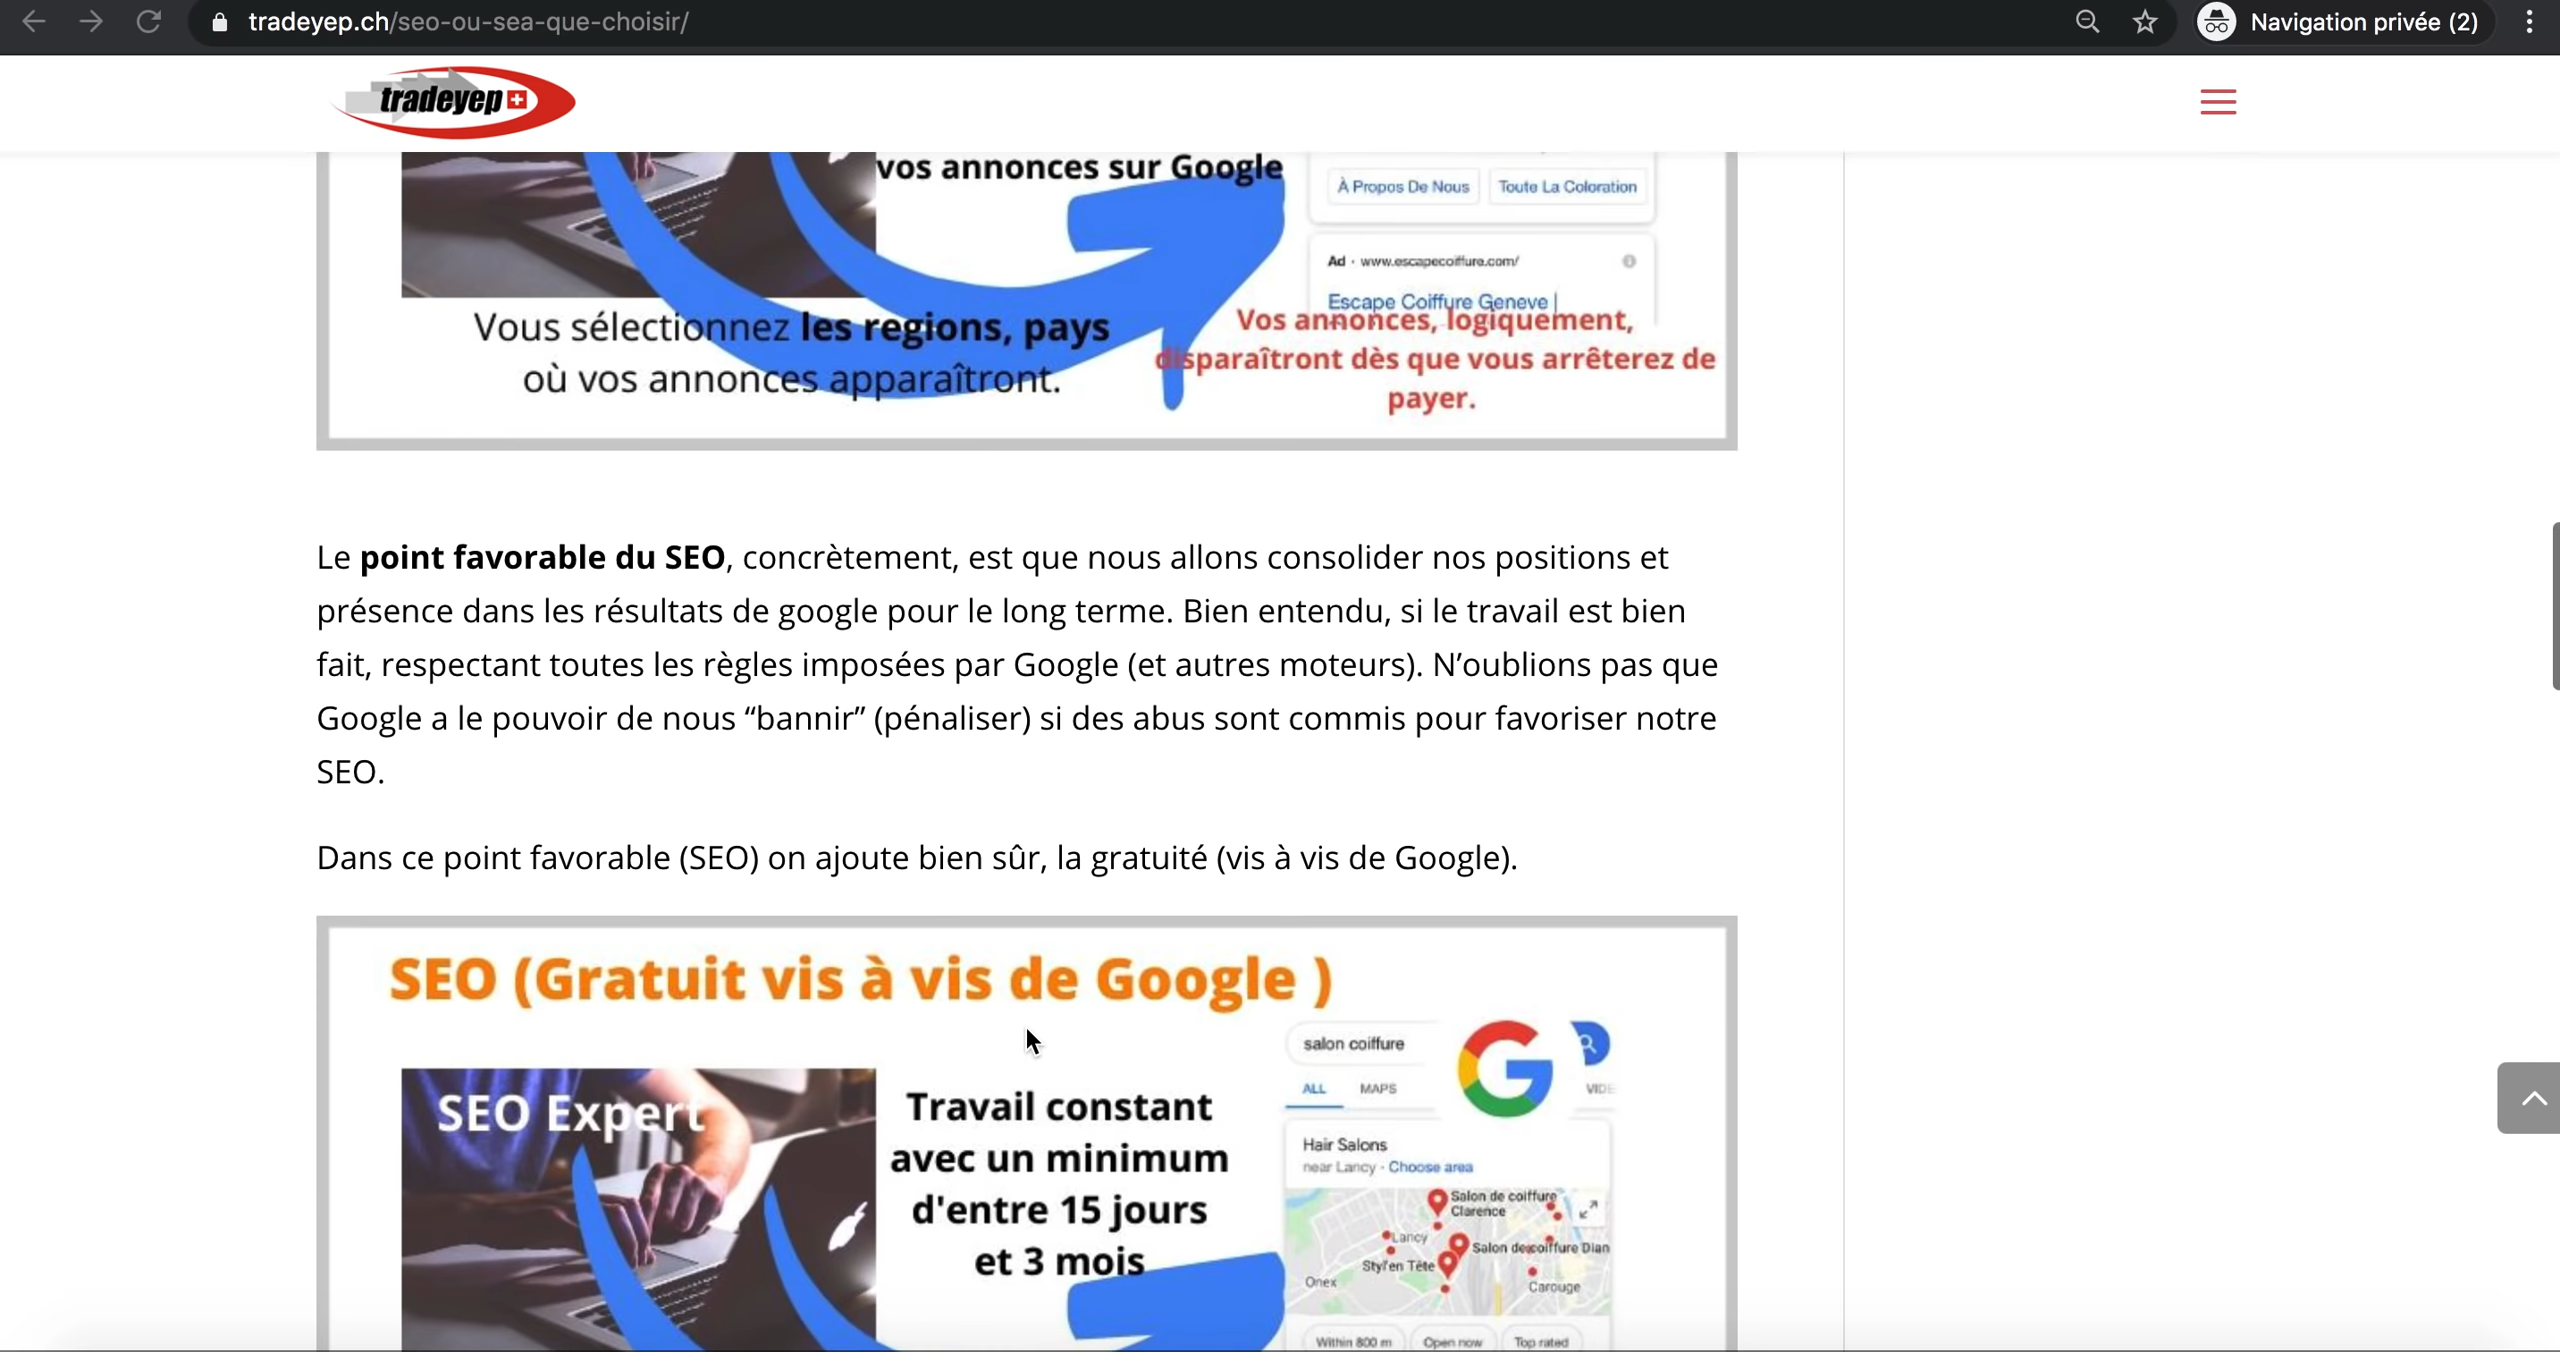 tradeyep.ch/seo-ou-sea-que-choisir/
Navigation privée (2)
tradeyep
vos annonces sur Google
À Propos De Nous
Toute La Coloration
Ad · www.escapecoiffure.com/
Escape Coiffure Geneve |
Vous sélectionnez les regions, pays
où vos annonces apparaîtront.
Vos annonces, logiquement,
disparaîtront dès que vous arrêterez de
payer.
Le point favorable du SEO, concrètement, est que nous allons consolider nos positions et
présence dans les résultats de google pour le long terme. Bien entendu, si le travail est bien
fait, respectant toutes les règles imposées par Google (et autres moteurs). N’oublions pas que
Google a le pouvoir de nous “bannir” (pénaliser) si des abus sont commis pour favoriser notre
SEO.
Dans ce point favorable (SEO) on ajoute bien sûr, la gratuité (vis à vis de Google).
SEO (Gratuit vis à vis de Google )
SEO Expert
Travail constant
avec un minimum
d'entre 15 jours
et 3 mois
salon coiffure
ALL
MAPS
VIDE
Hair Salons
near Lancy · Choose area
Salon de coiffure
Clarence
Lancy
Salon de coiffure Dian
Styl'en Tête
Onex
Carouge
Within 800 m
Open now
Top rated